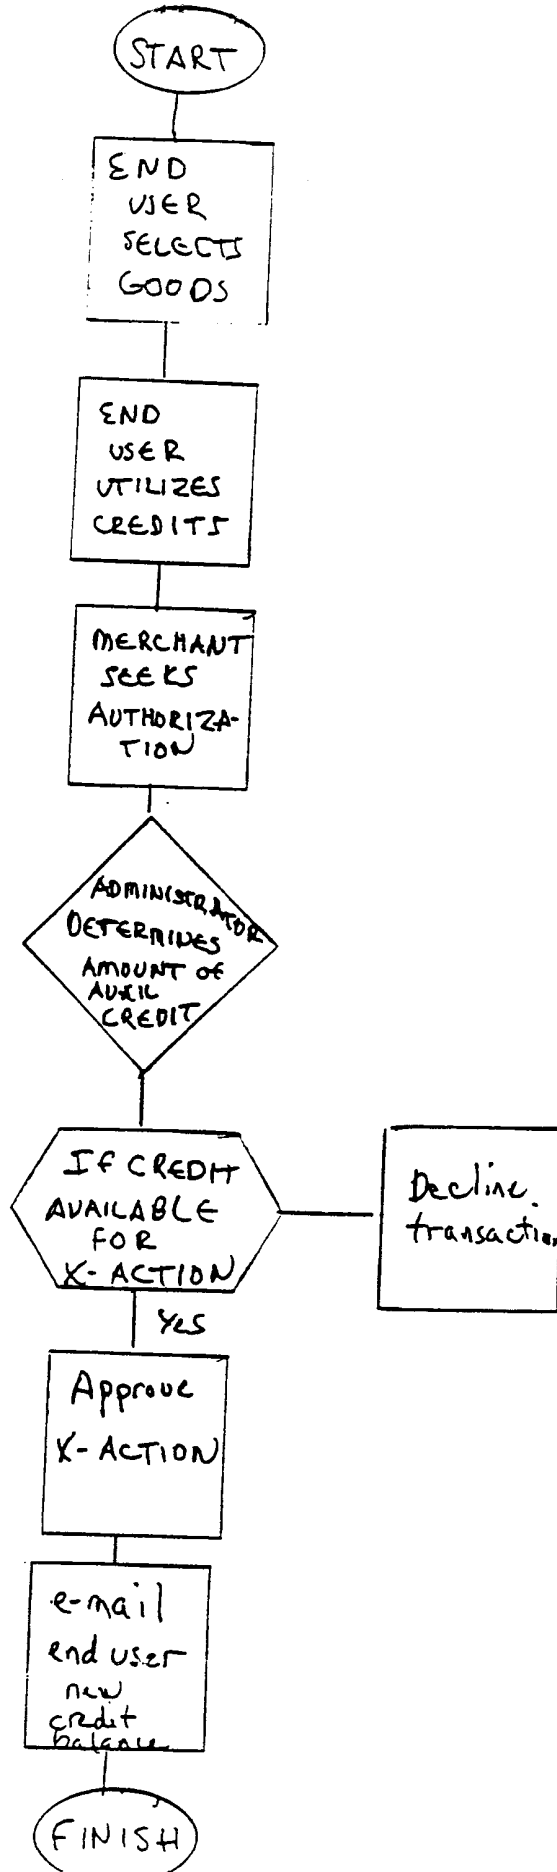 START
END
USER
SELECTS
GOODS
END
USER
UTILIZES
CREDITS
MERCHANT
SEEKS
AUTHORIZA-
TION
ADMINISTRATOR
DETERMINES
AMOUNT OF
AVAIL
CREDIT
If CREDIT
AVAILABLE
FOR
X-ACTION
Decline
transaction
Yes
Approve
X-ACTION
e-mail
end user
new
credit
balance
FINISH